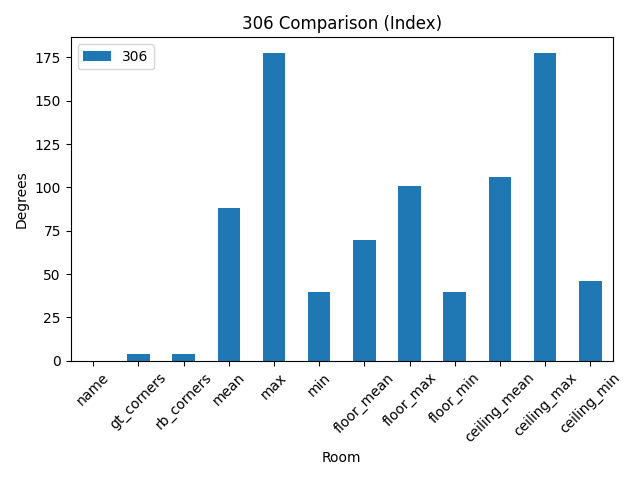 306 Comparison (Index)
306
Degrees
175
150
125
100
75
50
25
0
name
gt_corners
rb_corners
mean
max
min
floor_mean
floor_max
floor_min
ceiling_mean
ceiling_max
ceiling_min
Room